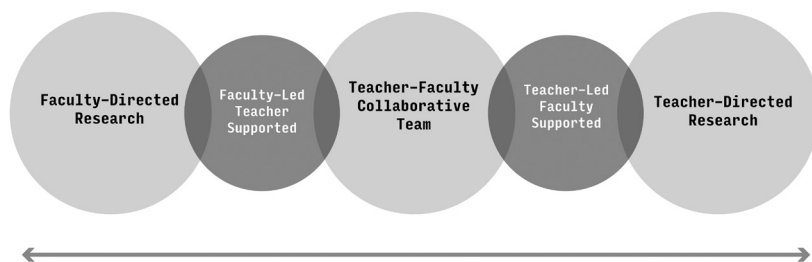 Faculty-Directed
Research
Faculty-Led
Teacher
Supported
Teacher-Faculty
Collaborative
Team
Teacher-Led
Faculty
Supported
Teacher-Directed
Research